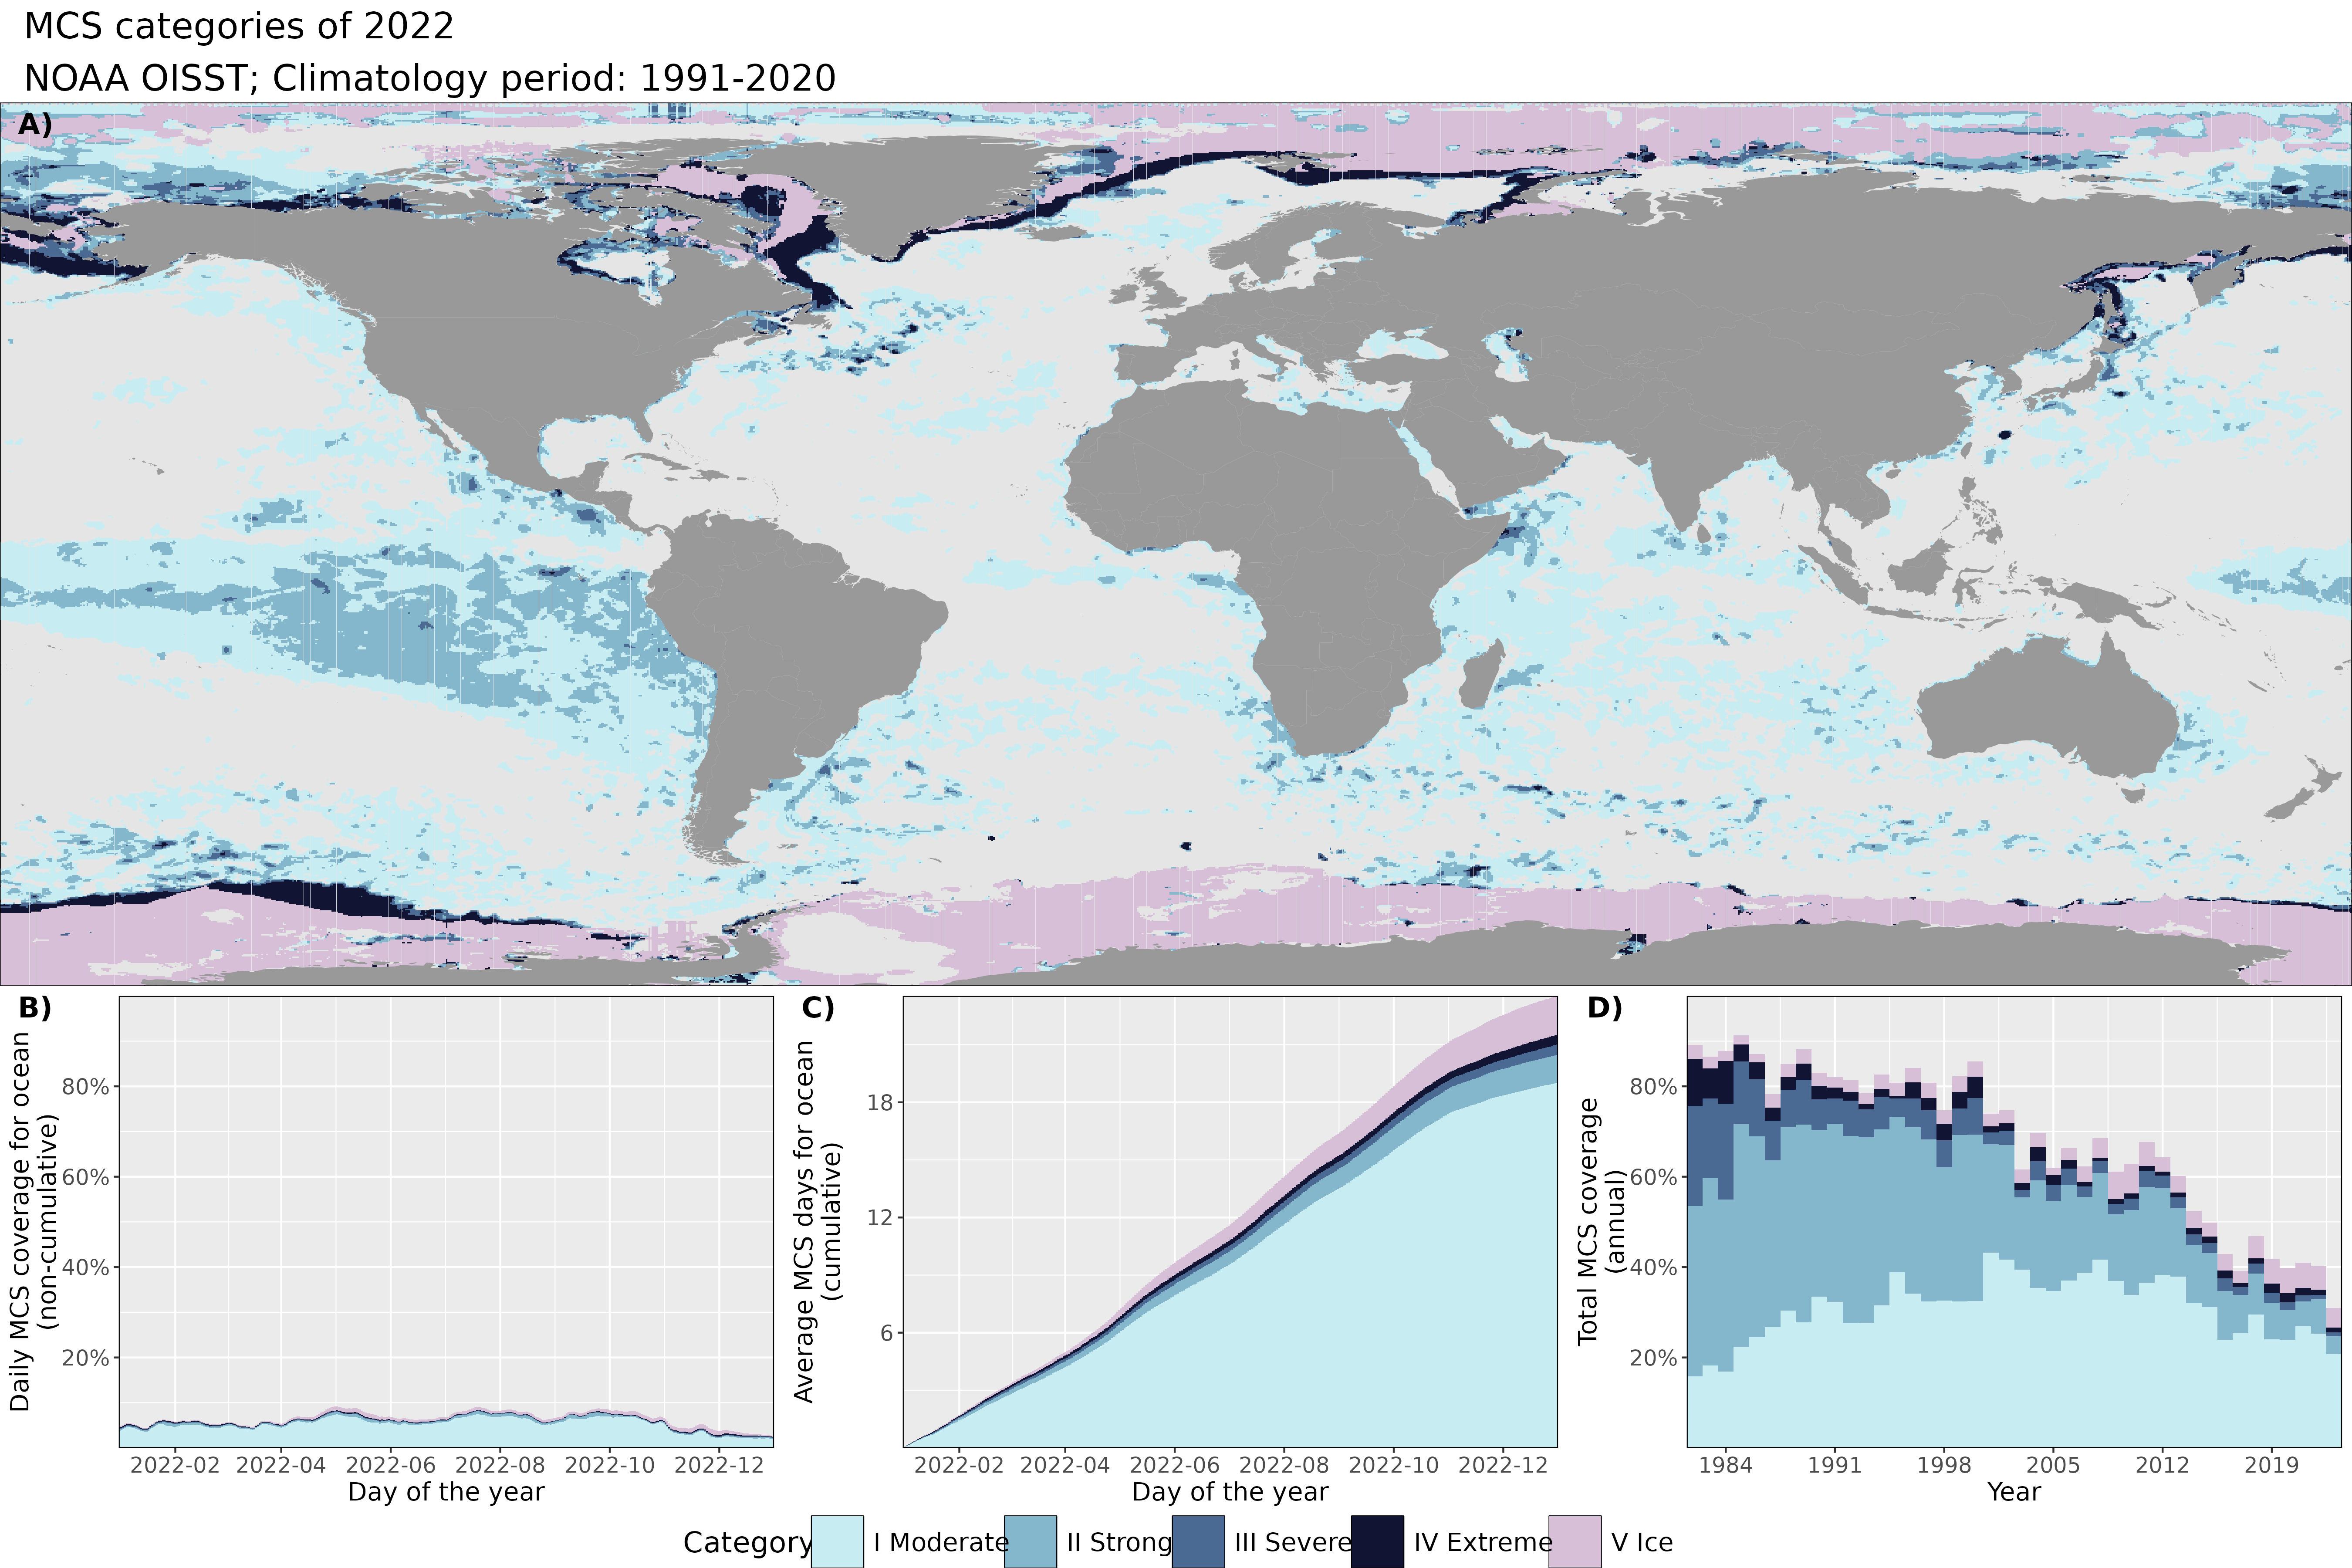 MCS categories of 2022
NOAA OISST; Climatology period: 1991-2020
A)
B)
Daily MCS coverage for ocean
(non-cumulative)
80%
60%
40%
20%
2022-02 2022-04 2022-06 2022-08 2022-10 2022-12
Day of the year
C)
Average MCS days for ocean
(cumulative)
18
12
6
2022-02 2022-04 2022-06 2022-08 2022-10 2022-12
Day of the year
D)
Total MCS coverage
(annual)
80%
60%
40%
20%
1984 1991 1998 2005 2012 2019
Year
Category I Moderate II Strong III Severe IV Extreme V Ice